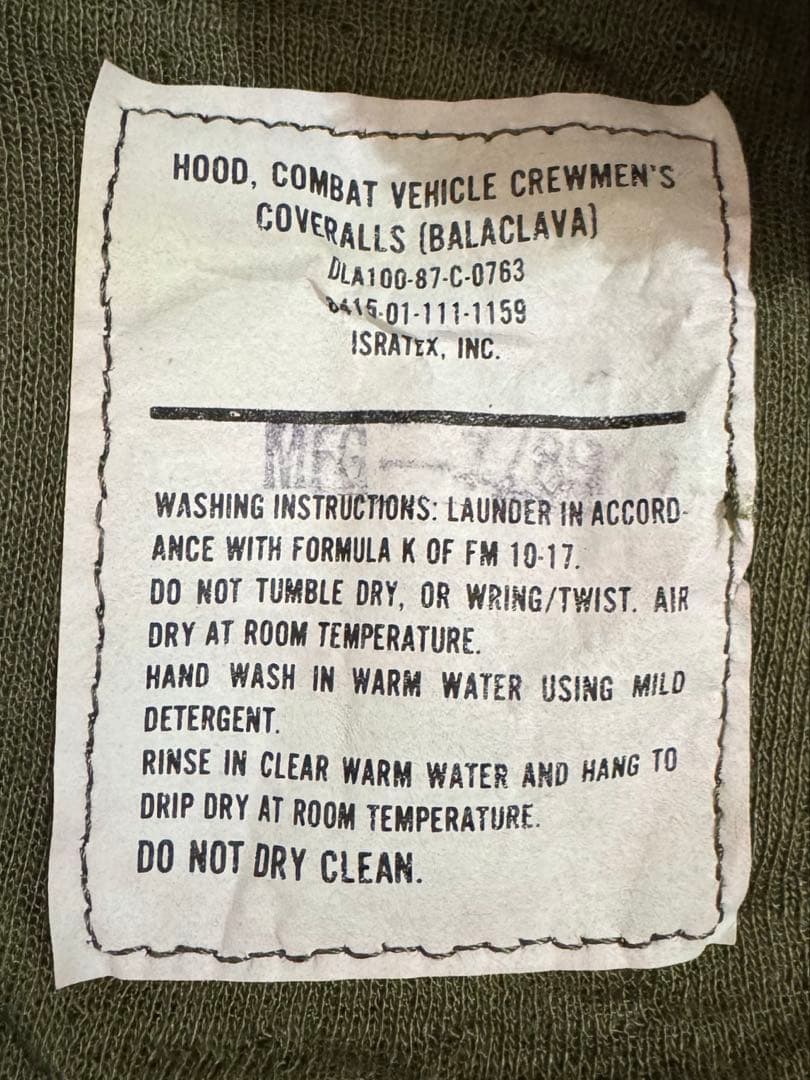 HOOD, COMBAT VEHICLE CREWMEN'S
COVERALLS (BALACLAVA)
DLA100-87-C-0763
8415-01-111-1159
ISRATEX, INC.
MFG —
WASHING INSTRUCTIONS: LAUNDER IN ACCORD-
ANCE WITH FORMULA K OF FM 10-17.
DO NOT TUMBLE DRY, OR WRING/TWIST. AIR
DRY AT ROOM TEMPERATURE.
HAND WASH IN WARM WATER USING MILD
DETERGENT.
RINSE IN CLEAR WARM WATER AND HANG TO
DRIP DRY AT ROOM TEMPERATURE.
DO NOT DRY CLEAN.